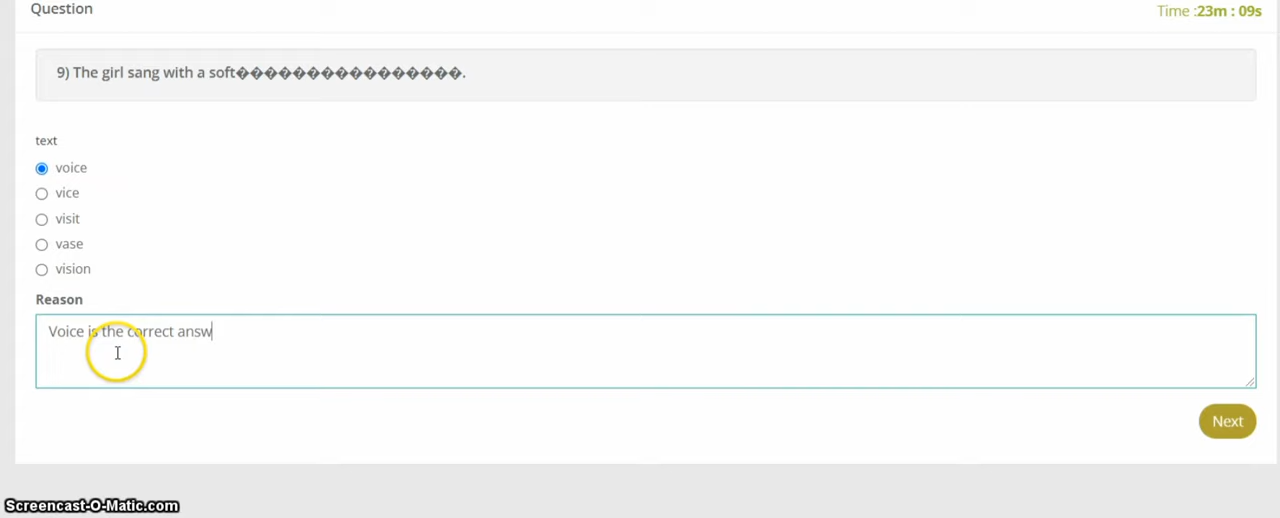 Question
Time :23m : 09s
9) The girl sang with a soft����������������.
text
voice
vice
visit
vase
vision
Reason
Voice is the correct answ
Next
Screencast-O-Matic.com